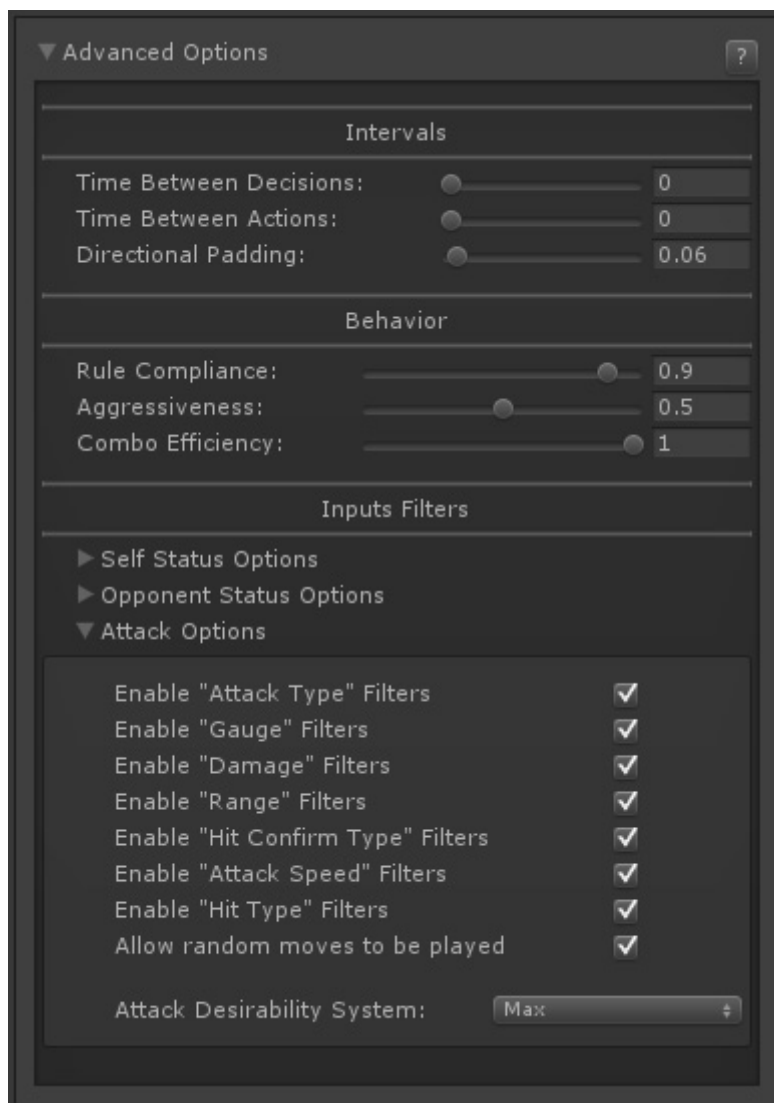 Advanced Options
?
Intervals
Time Between Decisions: 0
Time Between Actions: 0
Directional Padding: 0.06
Behavior
Rule Compliance: 0.9
Aggressiveness: 0.5
Combo Efficiency: 1
Inputs Filters
Self Status Options
Opponent Status Options
Attack Options
Enable "Attack Type" Filters
Enable "Gauge" Filters
Enable "Damage" Filters
Enable "Range" Filters
Enable "Hit Confirm Type" Filters
Enable "Attack Speed" Filters
Enable "Hit Type" Filters
Allow random moves to be played
Attack Desirability System: Max